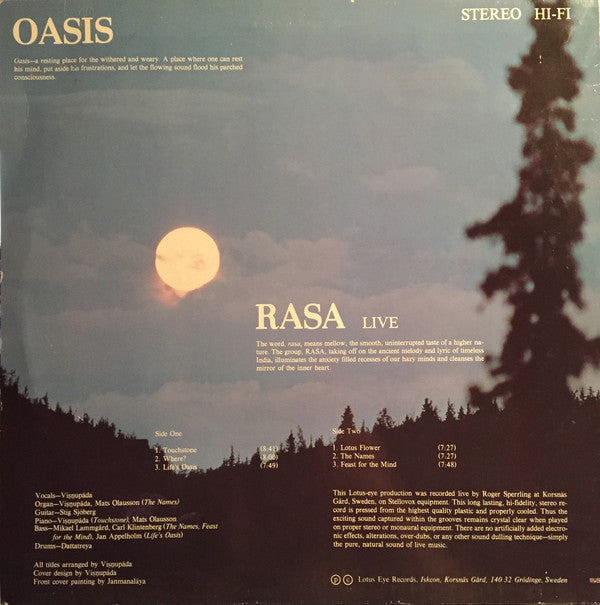 OASIS
STEREO HI-FI
Oasis—a resting place for the withered and weary. A place where one can rest
his mind, put aside his frustrations, and let the flowing sound flood his parched
consciousness.
RASA LIVE
The word, rasa, means mellow, the smooth, uninterrupted taste of a higher na-
ture. The group, RASA, taking off on the ancient melody and lyric of timeless
India, illuminates the anxiety filled recesses of our hazy minds and cleanses the
mirror of the inner heart.
Side One
1. Touchstone (8:41)
2. Where? (8:00)
3. Life's Oasis (7:49)
Side Two
1. Lotus Flower (7:27)
2. The Names (7:27)
3. Feast for the Mind (7:48)
Vocals—Viṣṇupāda
Organ—Viṣṇupāda, Mats Olausson (The Names)
Guitar—Stig Sjöberg
Piano—Viṣṇupāda (Touchstone), Mats Olausson
Bass—Mikael Lammgård, Carl Klintenberg (The Names, Feast
for the Mind), Jan Appelholm (Life's Oasis)
Drums—Dattatreya
All titles arranged by Viṣṇupāda
Cover design by Viṣṇupāda
Front cover painting by Janmanaläya
This Lotus-eye production was recorded live by Roger Sperrling at Korsnäs
Gård, Sweden, on Stellovox equipment. This long lasting, hi-fidelity, stereo re-
cord is pressed from the highest quality plastic and properly cooled. Thus the
exciting sound captured within the grooves remains crystal clear when played
on proper stereo or monaural equipment. There are no artificially added electro-
nic effects, alterations, over-dubs, or any other sound dulling technique—simply
the pure, natural sound of live music.
Ⓟ Ⓒ Lotus Eye Records, Iskcon, Korsnäs Gård, 140 32 Grödinge, Sweden